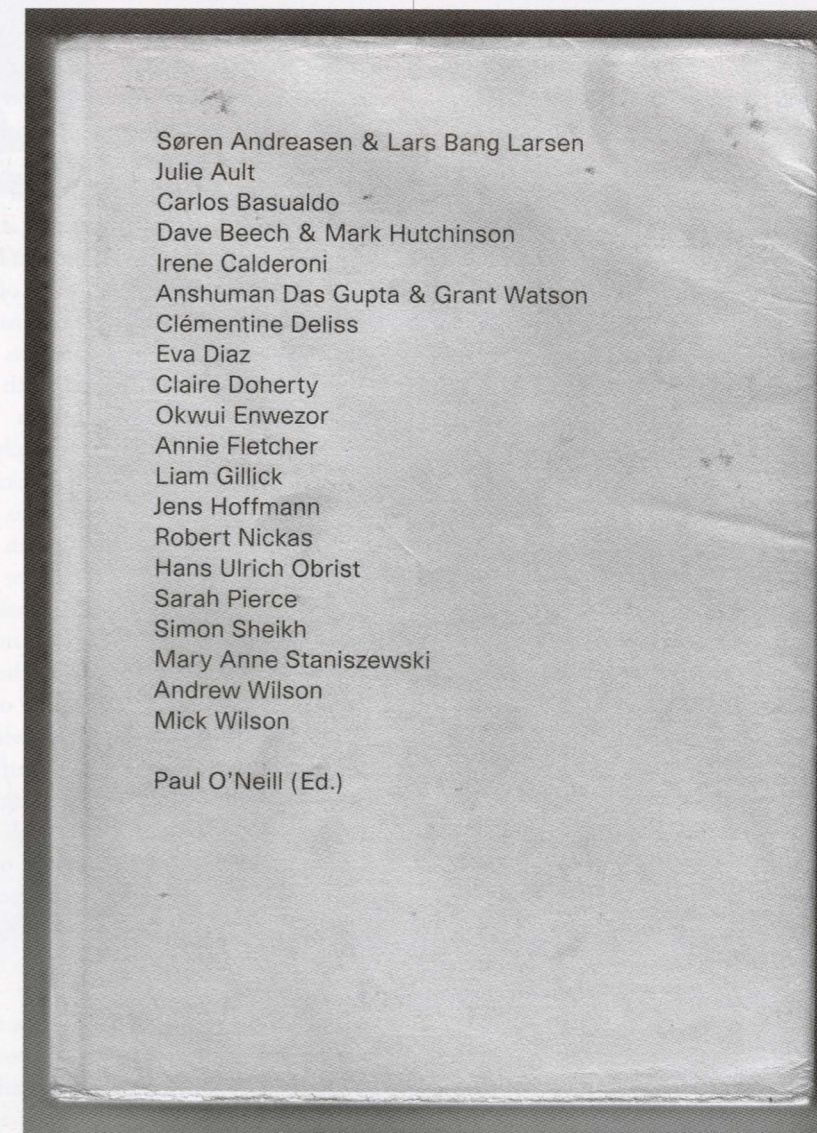 Søren Andreasen & Lars Bang Larsen
Julie Ault
Carlos Basualdo
Dave Beech & Mark Hutchinson
Irene Calderoni
Anshuman Das Gupta & Grant Watson
Clémentine Deliss
Eva Diaz
Claire Doherty
Okwui Enwezor
Annie Fletcher
Liam Gillick
Jens Hoffmann
Robert Nickas
Hans Ulrich Obrist
Sarah Pierce
Simon Sheikh
Mary Anne Staniszewski
Andrew Wilson
Mick Wilson
Paul O'Neill (Ed.)